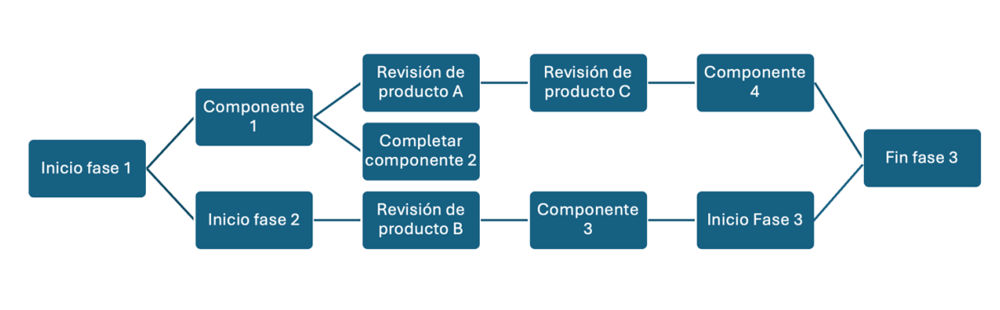 Inicio fase 1
Componente
1
Inicio fase 2
Revisión de
producto A
Completar
componente 2
Revisión de
producto B
Revisión de
producto C
Componente
3
Componente
4
Inicio Fase 3
Fin fase 3